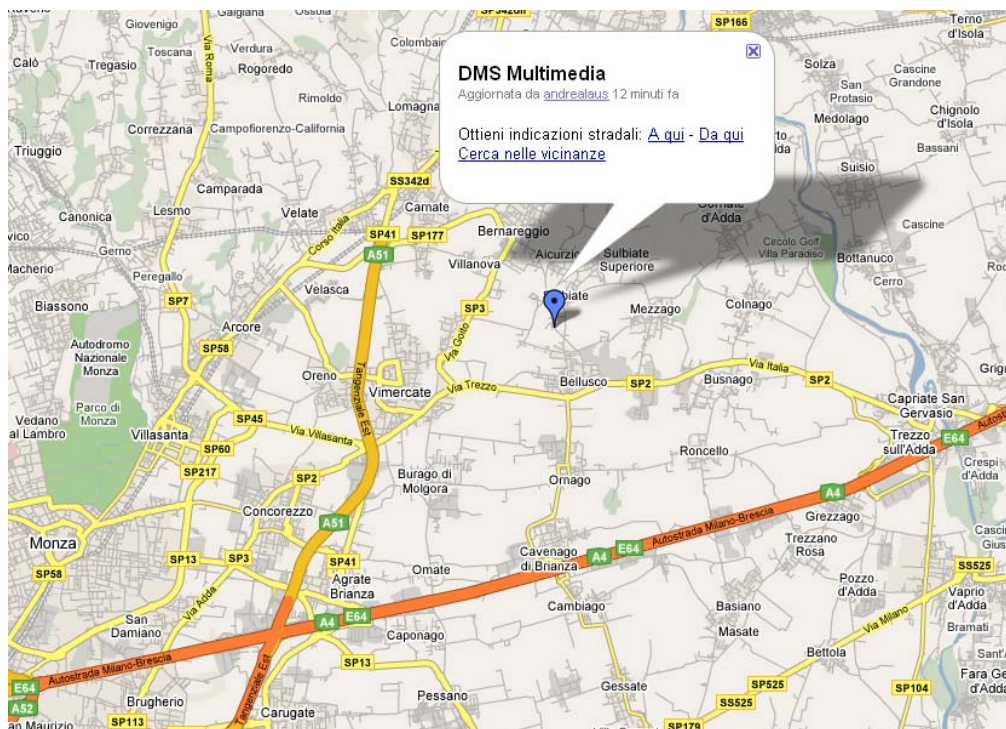 Giovenigo
Galgiana
Ossola
SP342dir
Terno
d'Isola
SP166
Toscana
Verdura
Rogoredo
Colombaio
Calò
Tregasio
Via Roma
Rimoldo
Lomagna
DMS Multimedia
Aggiornata da andrealaus 12 minuti fa
Ottieni indicazioni stradali: A qui - Da qui
Cerca nelle vicinanze
Solza
San
Protasio
Cascine
Grandone
Medolago
Chignolo
d'Isola
Bassani
Suisio
Correzzana
Campofiorenzo-California
Triuggio
Camparada
SS342d
Canonica
Lesmo
Velate
Corso Italia
Carnate
SP41
SP177
Bernareggio
d'Adda
Cascine
Gerno
A51
Villanova
Aicurzio
Sulbiate
Superiore
Circolo Golf
Villa Paradiso
Bottanuco
Macherio
Peregallo
Velasca
Cerro
Biassono
SP7
SP3
Via Goito
Mezzago
Colnago
Arcore
SP58
Autodromo
Nazionale
Monza
Tangenziale Est
Oreno
Vimercate
Via Trezzo
Bellusco
SP2
Busnago
Via Italia
SP2
Parco di
Monza
Capriate San
Gervasio
Vedano
al Lambro
SP45
Villasanta
Via Villasanta
SP60
SP217
SP2
Burago di
Molgora
Roncello
Trezzo
sull'Adda
E64
Crespi
d'Adda
Ornago
Concorezzo
A51
A4
Grezzago
Autostrada Milano-Brescia
Monza
SP58
SP13
SP3
SP41
Omate
Cavenago
di Brianza
A4
E64
Trezzano
Rosa
SS525
Agrate
Brianza
Via Adda
Cambiago
Basiano
Pozzo
d'Adda
Vaprio
d'Adda
San
Damiano
A4
E64
Caponago
Masate
Via Milano
Bramati
Autostrada Milano-Brescia
SP13
Bettola
E64
A52
Tangenziale Est
Pessano
Gessate
SP525
SS525
SP104
Brugherio
Carugate
SP113
SP179